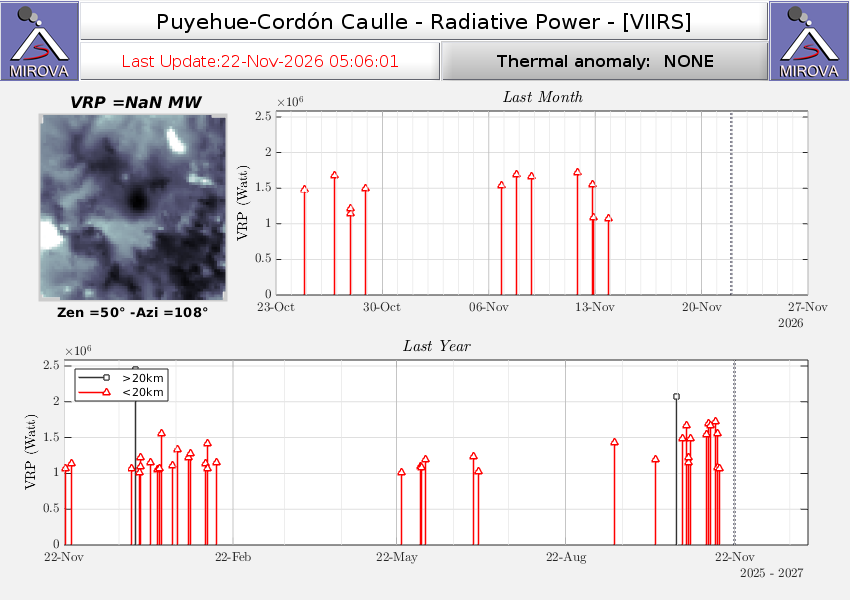 MIROVA
Puyehue-Cordón Caulle - Radiative Power - [VIIRS]
MIROVA
Last Update:22-Nov-2026 05:06:01
Thermal anomaly: NONE
VRP =NaN MW
Zen =50° -Azi =108°
Last Month
×10⁶
VRP (Watt)
2.5
2
1.5
1
0.5
0
23-Oct 30-Oct 06-Nov 13-Nov 20-Nov 27-Nov
2026
Last Year
×10⁶
VRP (Watt)
2.5
2
1.5
1
0.5
0
>20km
<20km
22-Nov 22-Feb 22-May 22-Aug 22-Nov
2025 - 2027